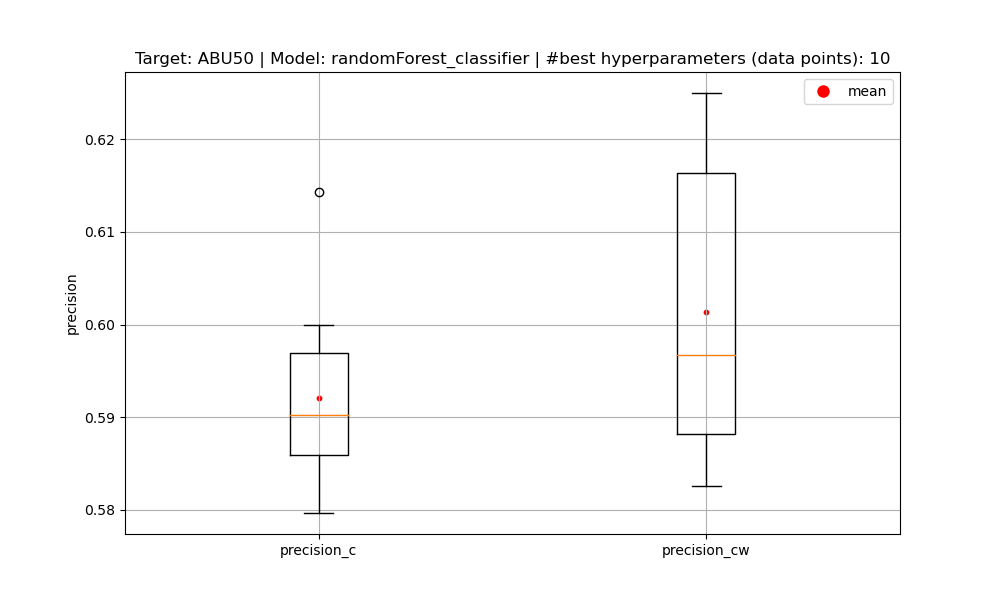 Target: ABU50 | Model: randomForest_classifier | #best hyperparameters (data points): 10
mean
0.62
0.61
0.60
0.59
0.58
precision
precision_c
precision_cw